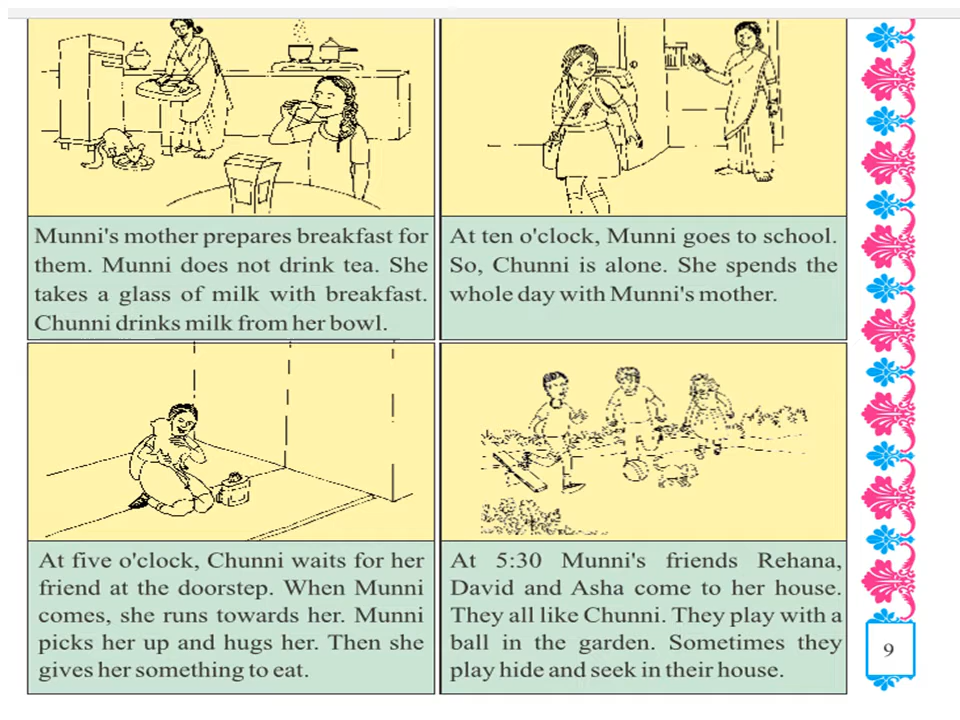 Munni's mother prepares breakfast for
them. Munni does not drink tea. She
takes a glass of milk with breakfast.
Chunni drinks milk from her bowl.
At ten o'clock, Munni goes to school.
So, Chunni is alone. She spends the
whole day with Munni's mother.
At five o'clock, Chunni waits for her
friend at the doorstep. When Munni
comes, she runs towards her. Munni
picks her up and hugs her. Then she
gives her something to eat.
At 5:30 Munni's friends Rehana,
David and Asha come to her house.
They all like Chunni. They play with a
ball in the garden. Sometimes they
play hide and seek in their house.
9